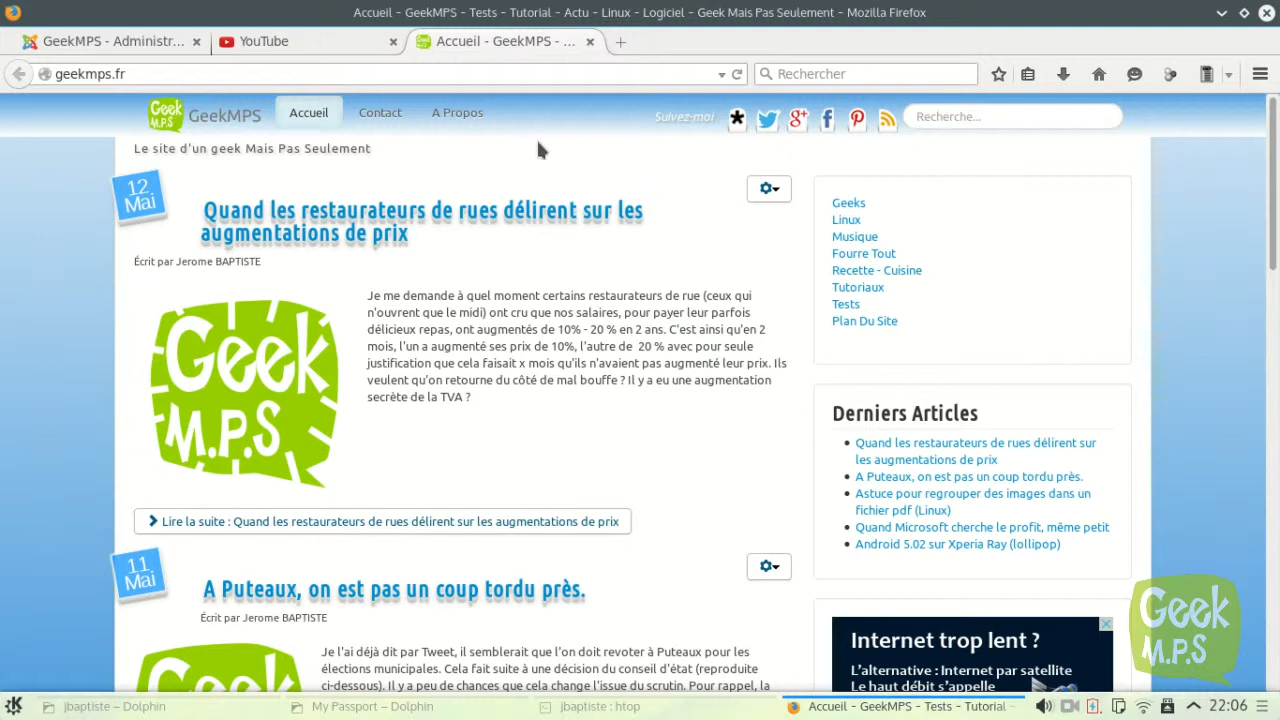 Accueil - GeekMPS - Tests - Tutorial - Actu - Linux - Logiciel - Geek Mais Pas Seulement - Mozilla Firefox
GeekMPS - Administr...
YouTube
Accueil - GeekMPS - ...
geekmps.fr
Rechercher
Geek
M.P.S
GeekMPS
Accueil
Contact
A Propos
Suivez-moi
Recherche...
Le site d'un geek Mais Pas Seulement
12
Mai
Quand les restaurateurs de rues délirent sur les
augmentations de prix
Écrit par Jerome BAPTISTE
Geek
M.P.S
Je me demande à quel moment certains restaurateurs de rue (ceux qui
n'ouvrent que le midi) ont cru que nos salaires, pour payer leur parfois
délicieux repas, ont augmentés de 10% - 20 % en 2 ans. C'est ainsi qu'en 2
mois, l'un a augmenté ses prix de 10%, l'autre de 20 % avec pour seule
justification que cela faisait x mois qu'ils n'avaient pas augmenté leur prix. Ils
veulent qu'on retourne du côté de mal bouffe ? Il y a eu une augmentation
secrète de la TVA ?
Lire la suite : Quand les restaurateurs de rues délirent sur les augmentations de prix
11
Mai
A Puteaux, on est pas un coup tordu près.
Écrit par Jerome BAPTISTE
Je l'ai déjà dit par Tweet, il semblerait que l'on doit revoter à Puteaux pour les
élections municipales. Cela fait suite à une décision du conseil d'état (reproduite
ci-dessous). Il y a peu de chances que cela change l'issue du scrutin. Pour rappel, la
Geeks
Linux
Musique
Fourre Tout
Recette - Cuisine
Tutoriaux
Tests
Plan Du Site
Derniers Articles
Quand les restaurateurs de rues délirent sur
les augmentations de prix
A Puteaux, on est pas un coup tordu près.
Astuce pour regrouper des images dans un
fichier pdf (Linux)
Quand Microsoft cherche le profit, même petit
Android 5.02 sur Xperia Ray (lollipop)
Internet trop lent ?
L'alternative : Internet par satellite
Le haut débit s'appelle
Geek
M.P.S
jbaptiste – Dolphin
My Passport – Dolphin
jbaptiste : htop
Accueil - GeekMPS - Tests - Tutorial -
22:06